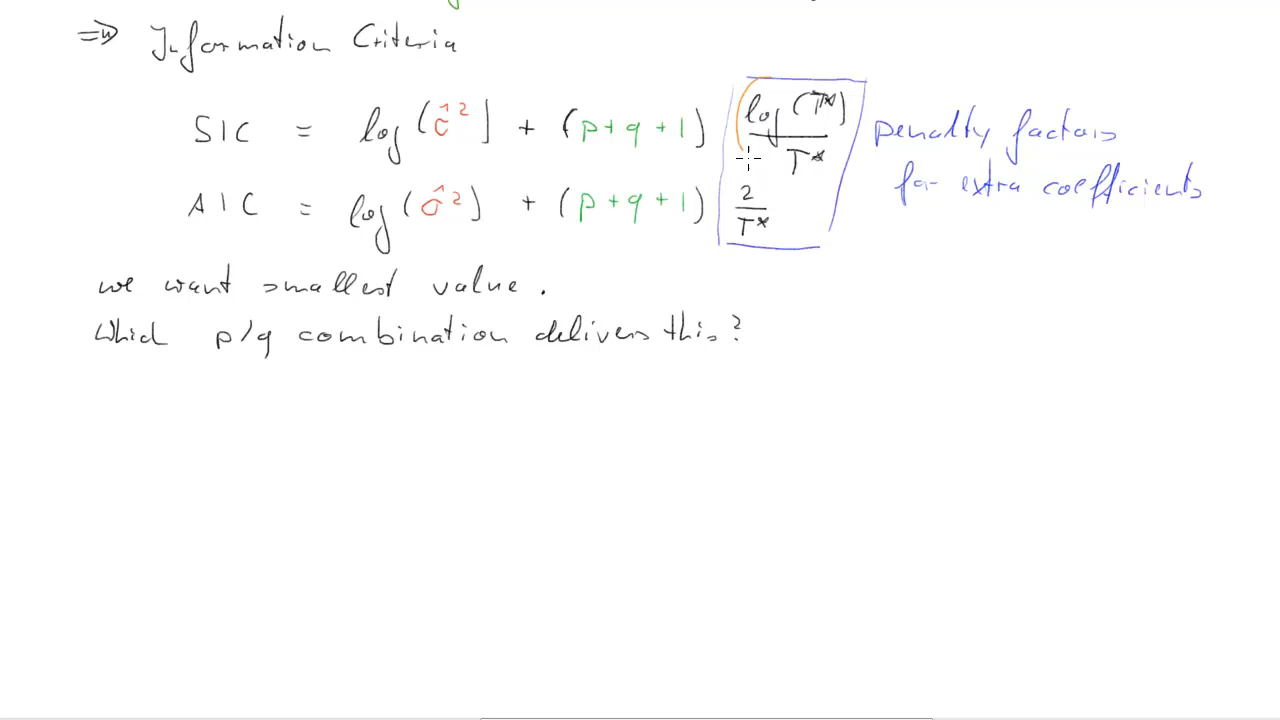 ⇒ Information Criteria
SIC = log(σ̂²) + (p+q+1) log(T*)/T* penalty factors
for extra coefficients
AIC = log(σ̂²) + (p+q+1) 2/T*
we want smallest value.
Which p/q combination delivers this?